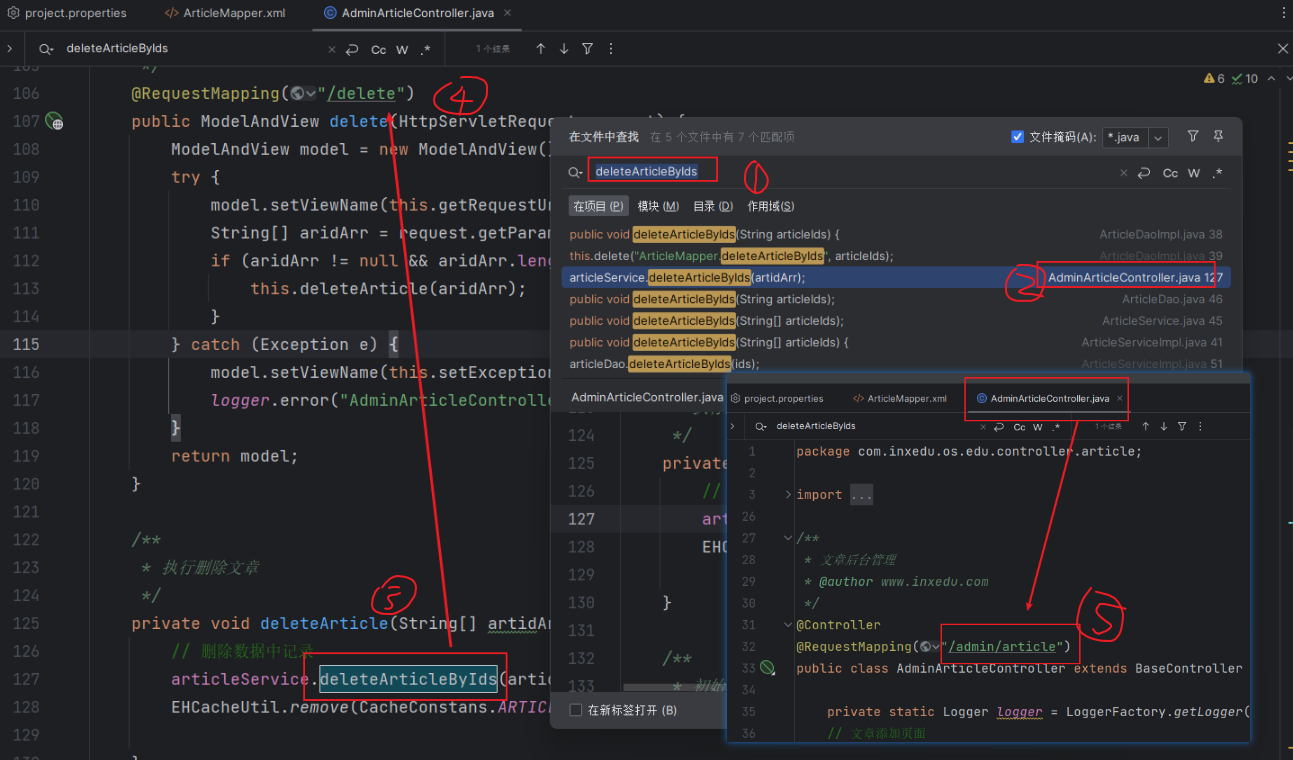 project.properties
ArticleMapper.xml
AdminArticleController.java
deleteArticleByIds
Cc W .*
1个结果
6 10
*/
106 @RequestMapping("/delete")
④
107 public ModelAndView delete(HttpServletRequest
108 ModelAndView model = new ModelAndView()
109 try {
110 model.setViewName(this.getRequestUr
111 String[] aridArr = request.getParam
112 if (aridArr != null && aridArr.leng
113 this.deleteArticle(aridArr);
114 }
115 } catch (Exception e) {
116 model.setViewName(this.setException
117 logger.error("AdminArticleControlle
118 }
119 return model;
120 }
121
122 /**
123 * 执行删除文章
124 */
③
125 private void deleteArticle(String[] artidAr
126 // 删除数据中记录
127 articleService.deleteArticleByIds(artic
128 EHCacheUtil.remove(CacheConstans.ARTIC
129
在文件中查找 在 5 个文件中有 7 个匹配项
文件掩码(A): *.java
deleteArticleByIds
①
Cc W .*
在项目 (P) 模块 (M) 目录 (D) 作用域(S)
public void deleteArticleByIds(String articleIds) { ArticleDaoImpl.java 38
this.delete("ArticleMapper.deleteArticleByIds", articleIds); ArticleDaoImpl.java 39
articleService.deleteArticleByIds(artidArr); AdminArticleController.java 127
②
public void deleteArticleByIds(String articleIds); ArticleDao.java 46
public void deleteArticleByIds(String[] articleIds); ArticleService.java 45
public void deleteArticleByIds(String[] articleIds) { ArticleServiceImpl.java 41
articleDao.deleteArticleByIds(ids); ArticleServiceImpl.java 51
AdminArticleController.java
124 */
125 private
126 //
127 art
128 EHC
129
130 }
131
132 /**
133 * 初始
在新标签打开 (B)
project.properties
ArticleMapper.xml
AdminArticleController.java
deleteArticleByIds
Cc W .*
1个结果
1 package com.inxedu.os.edu.controller.article;
2
3 import ...
26
27 /**
28 * 文章后台管理
29 * @author www.inxedu.com
30 */
31 @Controller
32 @RequestMapping("/admin/article")
⑤
33 public class AdminArticleController extends BaseController
34
35 private static Logger logger = LoggerFactory.getLogger(
36 // 文章添加页面